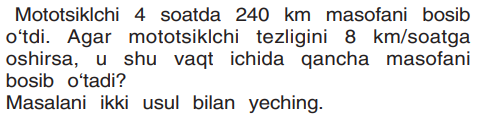 Mototsiklchi 4 soatda 240 km masofani bosib
o‘tdi. Agar mototsiklchi tezligini 8 km/soatga
oshirsa, u shu vaqt ichida qancha masofani
bosib o‘tadi?
Masalani ikki usul bilan yeching.